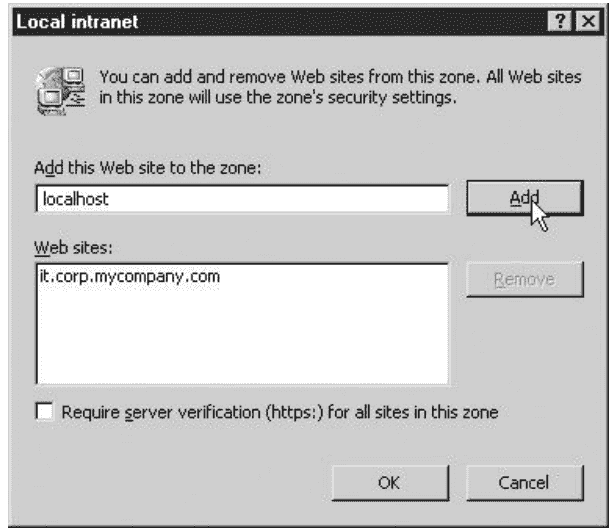 Local intranet
You can add and remove Web sites from this zone. All Web sites
in this zone will use the zone's security settings.
Add this Web site to the zone:
localhost
Add
Web sites:
it.corp.mycompany.com
Remove
Require server verification (https:) for all sites in this zone
OK
Cancel